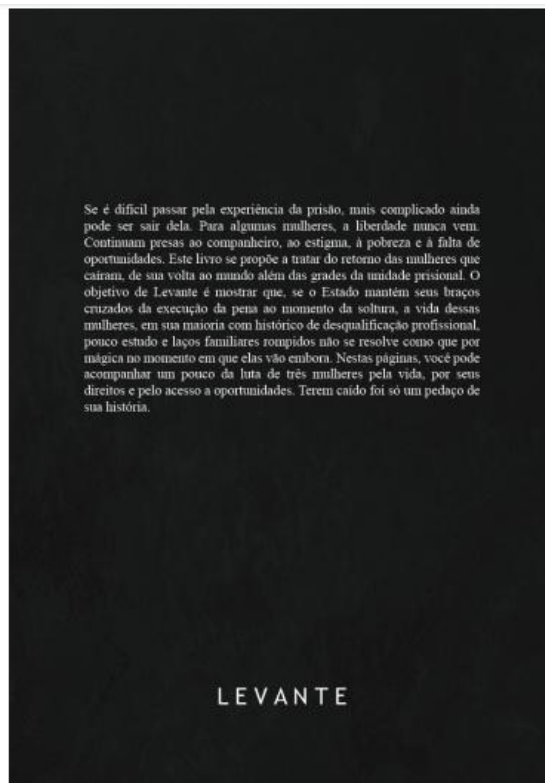 Se é difícil passar pela experiência da prisão, mais complicado ainda
pode ser sair dela. Para algumas mulheres, a liberdade nunca vem.
Continuam presas ao companheiro, ao estigma, à pobreza e à falta de
oportunidades. Este livro se propõe a tratar do retorno das mulheres que
caíram, de sua volta ao mundo além das grades da unidade prisional. O
objetivo de Levante é mostrar que, se o Estado mantém seus braços
cruzados da execução da pena ao momento da soltura, a vida dessas
mulheres, em sua maioria com histórico de desqualificação profissional,
pouco estudo e laços familiares rompidos não se resolve como que por
mágica no momento em que elas vão embora. Nestas páginas, você pode
acompanhar um pouco da luta de três mulheres pela vida, por seus
direitos e pelo acesso a oportunidades. Terem caído foi só um pedaço de
sua história.
LEVANTE